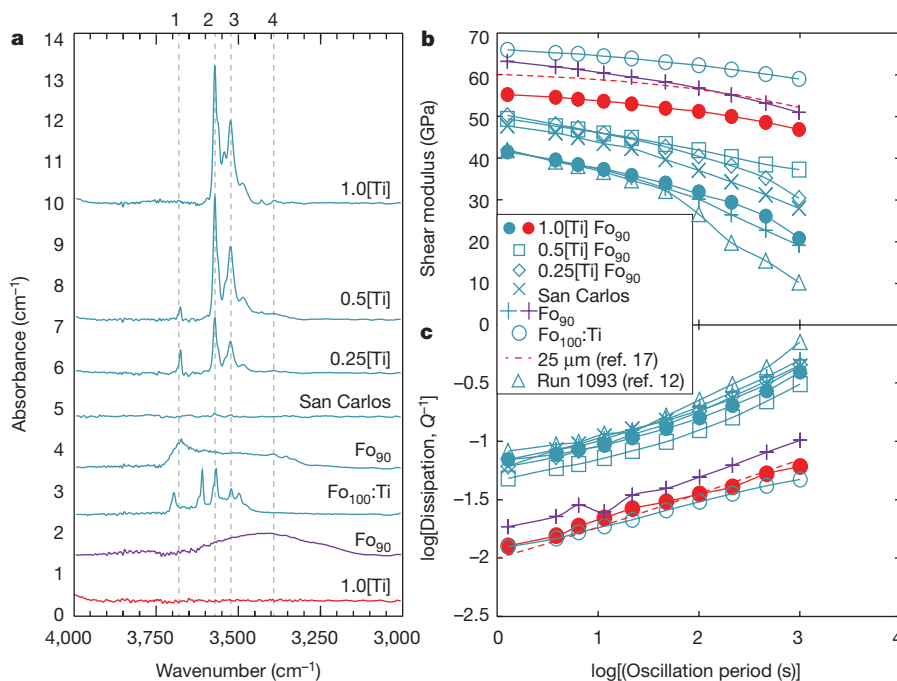 a
1 2 3 4
14
13
12
11
10
9
8
7
6
5
4
3
2
1
0
Absorbance (cm⁻¹)
1.0[Ti]
0.5[Ti]
0.25[Ti]
San Carlos
Fo₉₀
Fo₁₀₀:Ti
Fo₉₀
1.0[Ti]
4,000 3,750 3,500 3,250 3,000
Wavenumber (cm⁻¹)
b
70
60
50
40
30
20
10
0
Shear modulus (GPa)
1.0[Ti] Fo₉₀
0.5[Ti] Fo₉₀
0.25[Ti] Fo₉₀
San Carlos
Fo₉₀
Fo₁₀₀:Ti
25 μm (ref. 17)
Run 1093 (ref. 12)
c
−0.5
−1
−1.5
−2
−2.5
log[Dissipation, Q⁻¹)
0 1 2 3 4
log[(Oscillation period (s)]